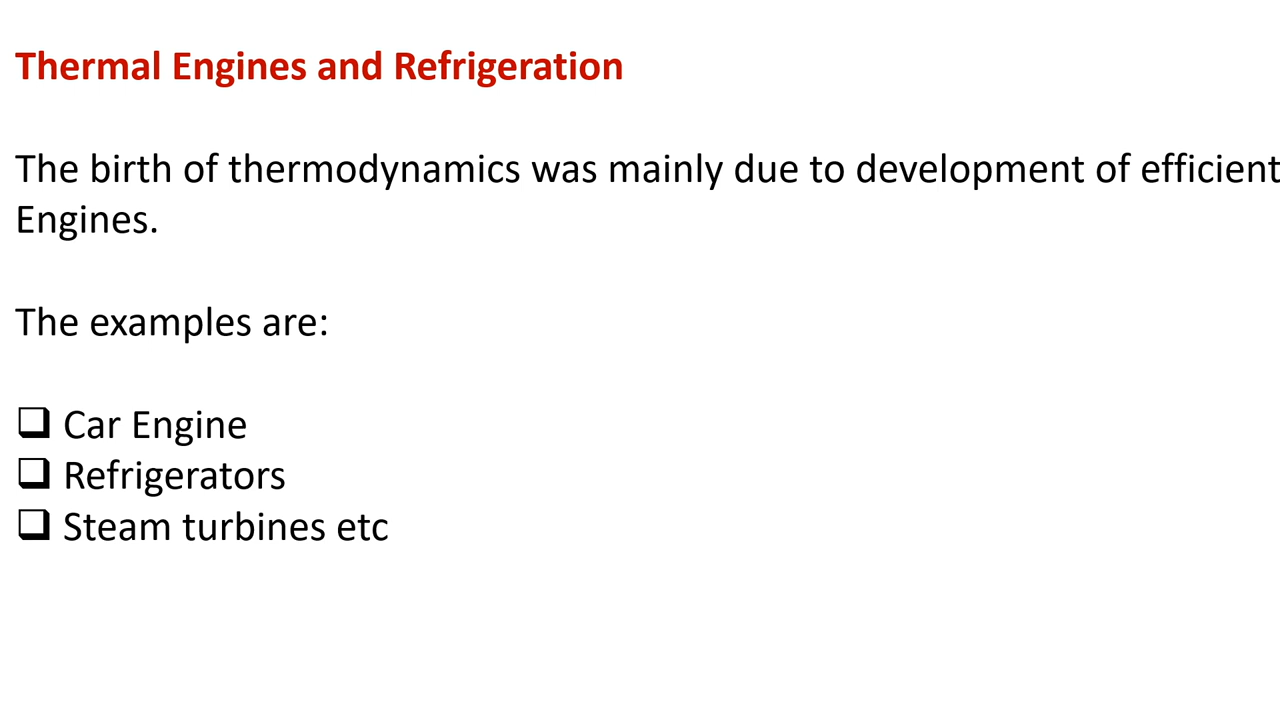 Thermal Engines and Refrigeration
The birth of thermodynamics was mainly due to development of efficient
Engines.
The examples are:
❑ Car Engine
❑ Refrigerators
❑ Steam turbines etc